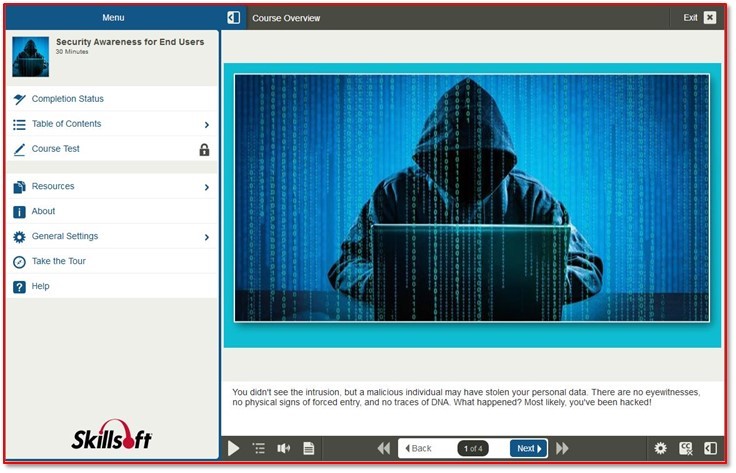 Menu
Course Overview
Exit
Security Awareness for End Users
30 Minutes
Completion Status
Table of Contents
Course Test
Resources
About
General Settings
Take the Tour
Help
Skillsoft
You didn't see the intrusion, but a malicious individual may have stolen your personal data. There are no eyewitnesses,
no physical signs of forced entry, and no traces of DNA. What happened? Most likely, you've been hacked!
Back
1 of 4
Next
CC